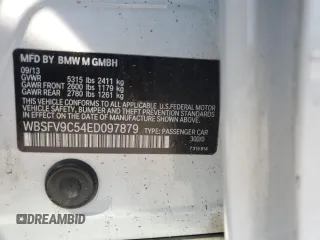 MFD BY BMW M GMBH
09/13
GVWR 5315 lbs 2411 kg
GAWR FRONT 2600 lbs 1179 kg
GAWR REAR 2780 lbs 1261 kg
THIS VEHICLE CONFORMS TO ALL APPLICABLE
U.S. FEDERAL MOTOR VEHICLE SAFETY,
BUMPER AND THEFT PREVENTION STANDARDS
IN EFFECT ON THE DATE OF MANUFACTURE
SHOWN ABOVE.
WBSFV9C54ED097879 TYPE: PASSENGER CAR
300/0
DREAMBID